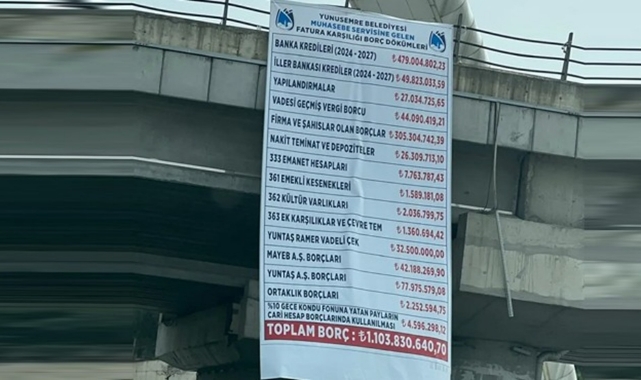 YUNUSEMRE BELEDİYESİ
MUHASEBE SERVİSİNE GELEN
FATURA KARŞILIĞI BORÇ DÖKÜMLERİ
BANKA KREDİLERİ (2024 - 2027) ₺479.004.802,23
İLLER BANKASI KREDİLER (2024 - 2027) ₺49.823.033,59
YAPILANDIRMALAR ₺27.034.725,65
VADESİ GEÇMİŞ VERGİ BORCU ₺44.090.419,21
FİRMA VE ŞAHISLAR OLAN BORÇLAR ₺305.304.742,39
NAKİT TEMİNAT VE DEPOZİTELER ₺26.309.713,10
333 EMANET HESAPLARI ₺7.763.787,43
361 EMEKLİ KESENEKLERİ ₺1.589.181,08
362 KÜLTÜR VARLIKLARI ₺2.036.799,75
363 EK KARŞILIKLAR VE ÇEVRE TEM ₺1.360.694,42
YUNTAŞ RAMER VADELİ ÇEK ₺32.500.000,00
MAYEB A.Ş. BORÇLARI ₺42.188.269,90
YUNTAŞ A.Ş. BORÇLARI ₺77.975.579,08
ORTAKLIK BORÇLARI ₺2.252.594,75
%10 GECE KONDU FONUNA YATAN PAYLARIN
CARİ HESAP BORÇLARINDA KULLANILMASI ₺4.596.298,12
TOPLAM BORÇ : ₺1.103.830.640,70